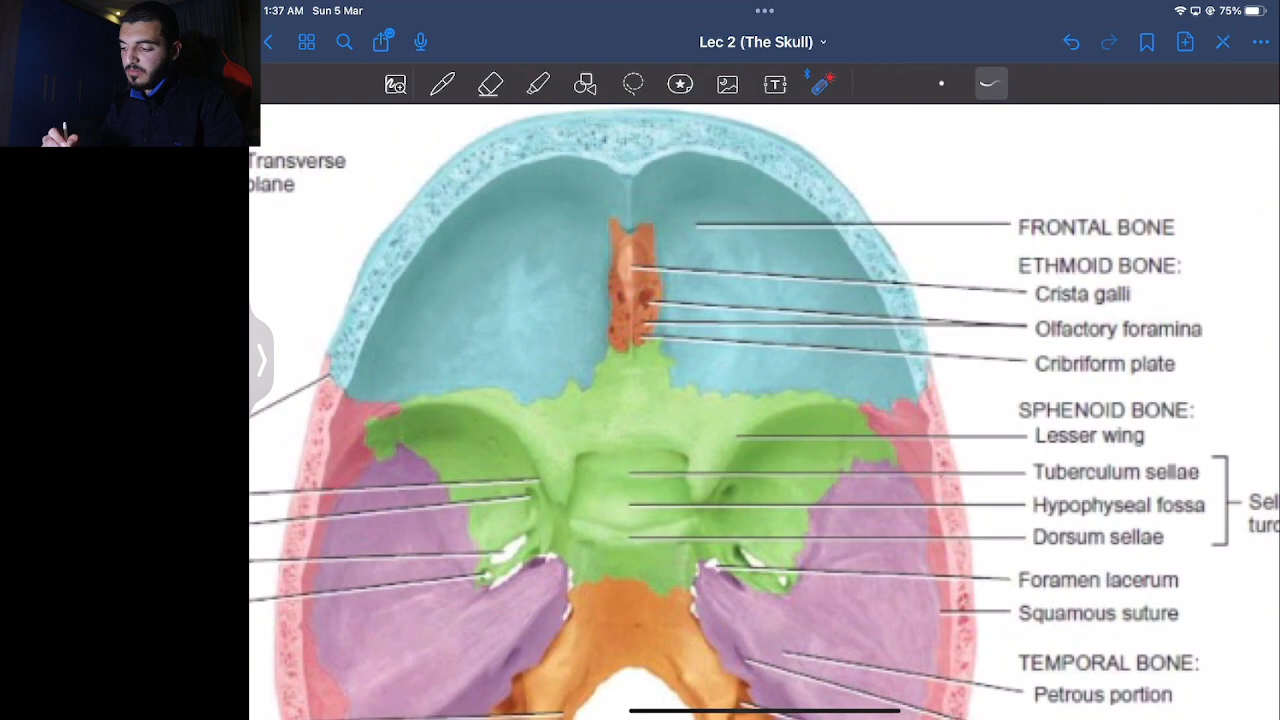 1:37 AM Sun 5 Mar
75%
Lec 2 (The Skull)
Transverse
plane
FRONTAL BONE
ETHMOID BONE:
Crista galli
Olfactory foramina
Cribriform plate
SPHENOID BONE:
Lesser wing
Tuberculum sellae
Hypophyseal fossa
Dorsum sellae
Sel
turc
Foramen lacerum
Squamous suture
TEMPORAL BONE:
Petrous portion